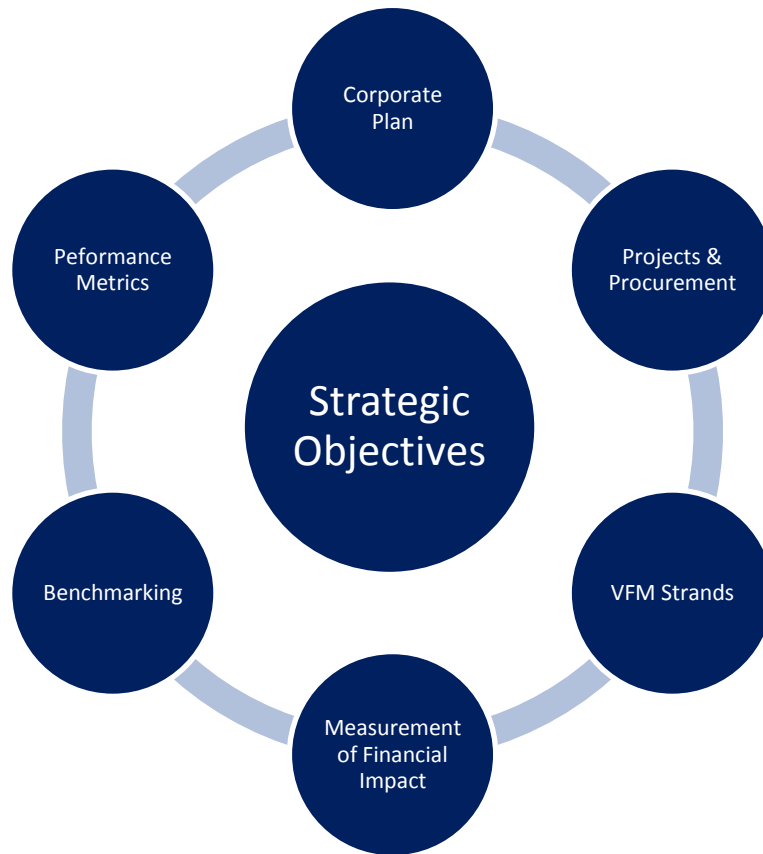 Corporate
Plan
Projects &
Procurement
VFM Strands
Measurement
of Financial
Impact
Benchmarking
Peformance
Metrics
Strategic
Objectives